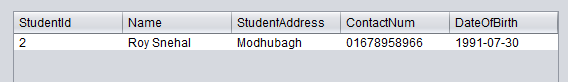 StudentId Name StudentAddress ContactNum DateOfBirth
2 Roy Snehal Modhubagh 01678958966 1991-07-30